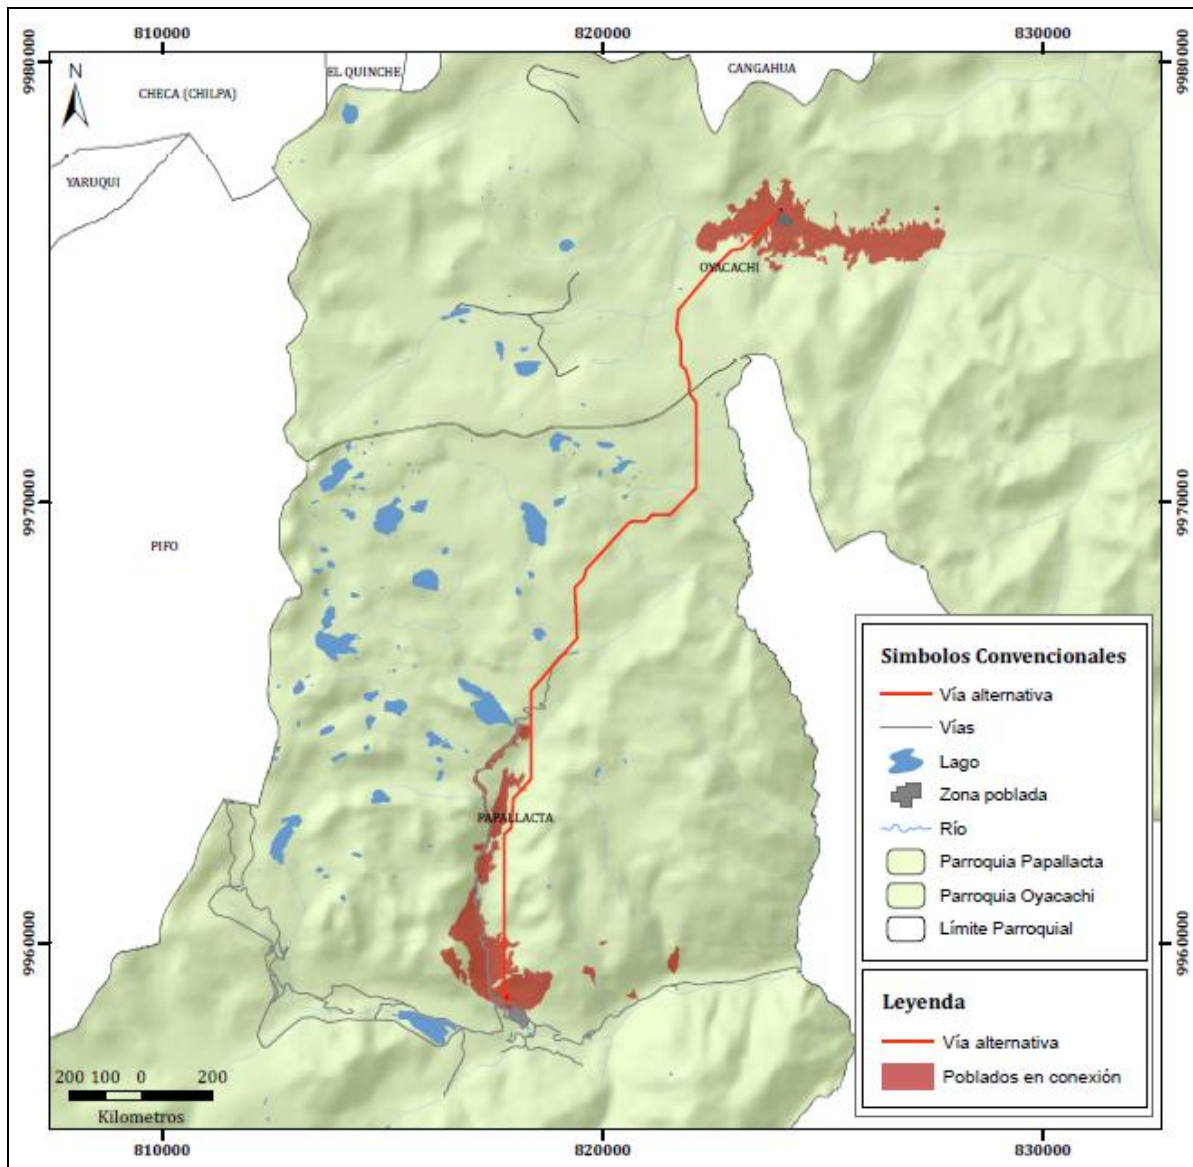 810000
820000
830000
9980000
9980000
N
EL QUINCHE
CANGAHUA
CHECA (CHILPA)
YARUQUI
OYACACHI
9970000
9970000
PIFO
PAPALLACTA
9960000
9960000
Simbolos Convencionales
Vía alternativa
Vías
Lago
Zona poblada
Río
Parroquia Papallacta
Parroquia Oyacachi
Límite Parroquial
Leyenda
Vía alternativa
Poblados en conexión
200 100 0 200
Kilometros
810000
820000
830000